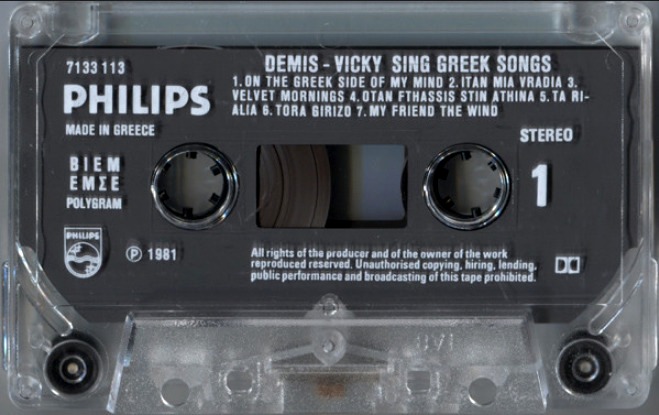 7133 113
DEMIS - VICKY SING GREEK SONGS
1. ON THE GREEK SIDE OF MY MIND 2. ITAN MIA VRADIA 3.
VELVET MORNINGS 4. OTAN FTHASSIS STIN ATHINA 5. TA RI-
ALIA 6. TORA GIRIZO 7. MY FRIEND THE WIND
PHILIPS
MADE IN GREECE
STEREO
BIEM
ΕΜΣΕ
POLYGRAM
1
PHILIPS
℗ 1981
All rights of the producer and of the owner of the work
reproduced reserved. Unauthorised copying, hiring, lending,
public performance and broadcasting of this tape prohibited.